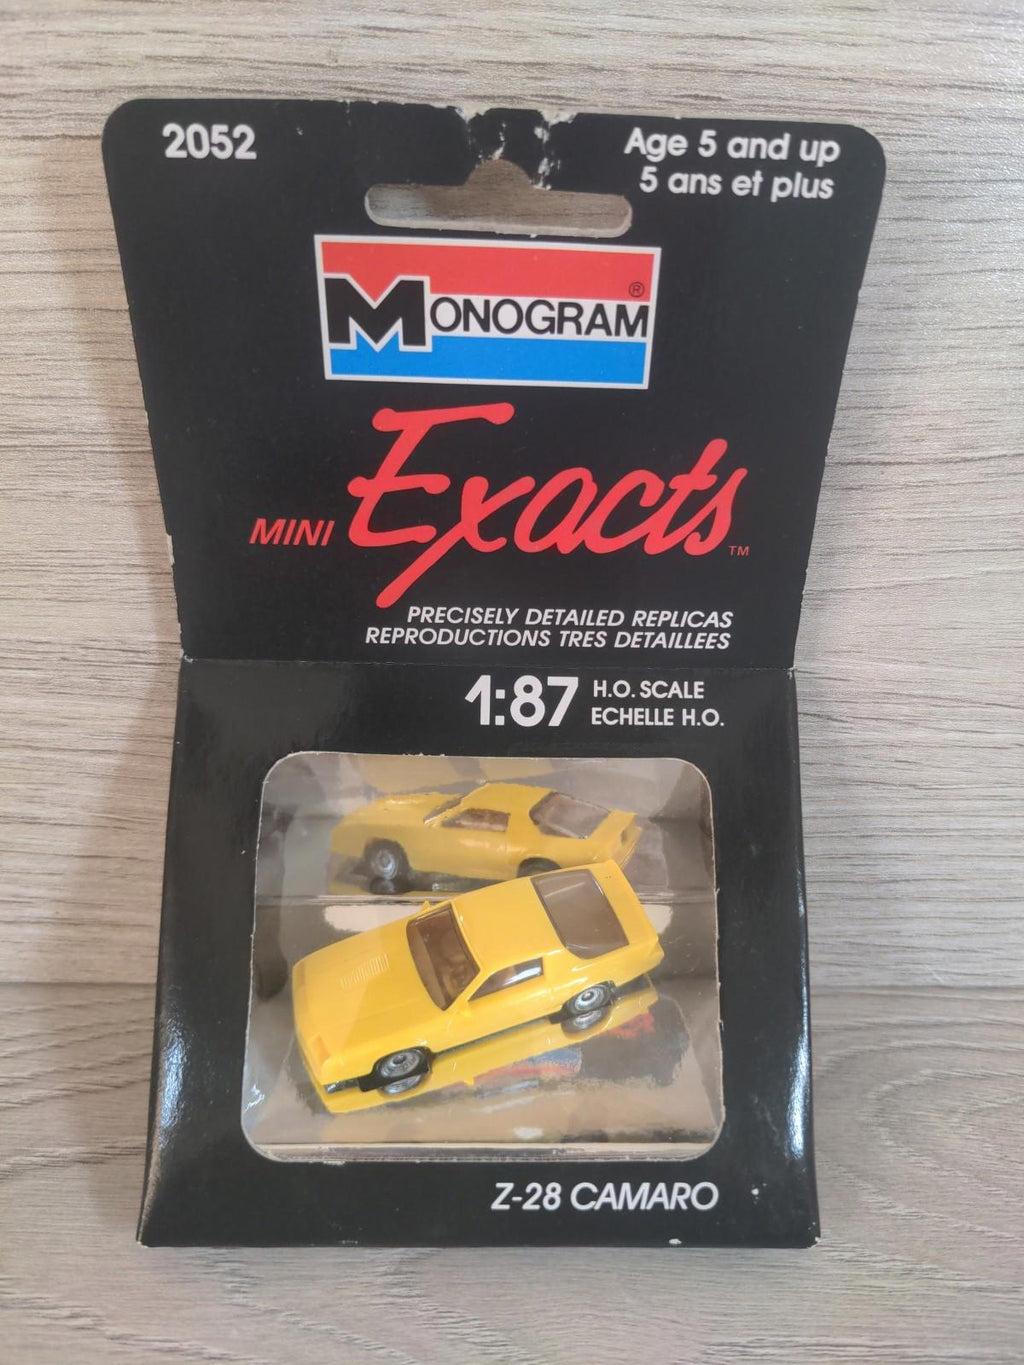 2052
Age 5 and up
5 ans et plus
MONOGRAM®
MINI Exacts™
PRECISELY DETAILED REPLICAS
REPRODUCTIONS TRES DETAILLEES
1:87 H.O. SCALE
ECHELLE H.O.
Z-28 CAMARO